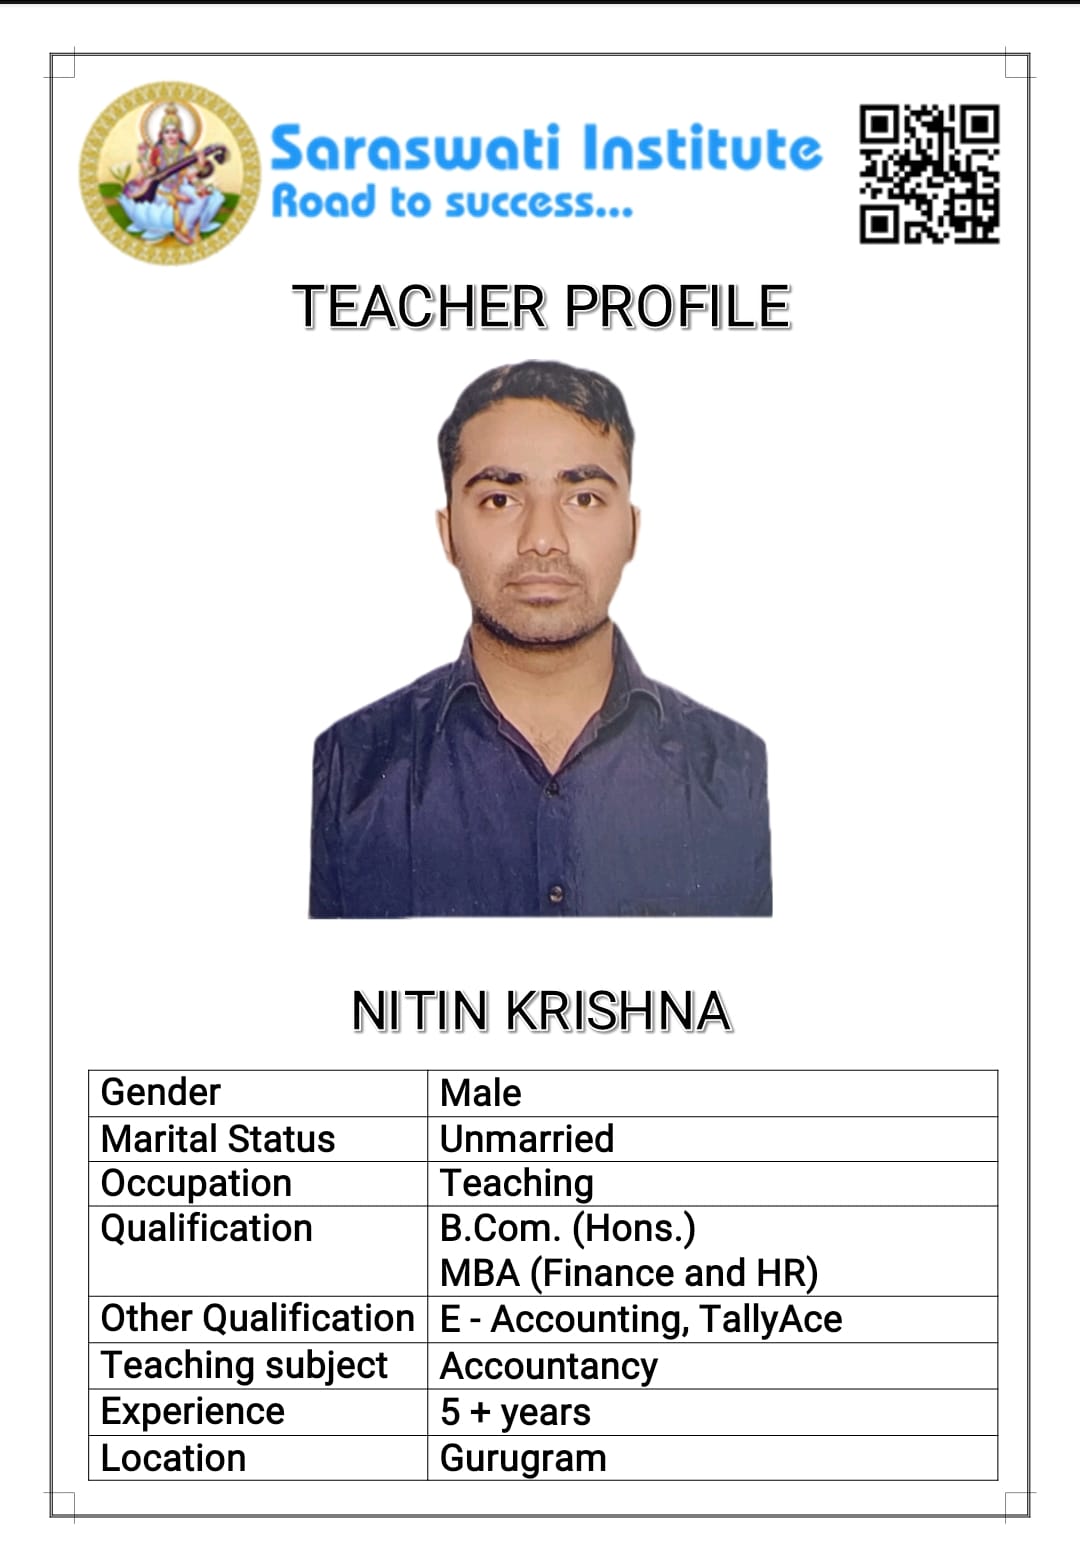 Saraswati Institute
Road to success...
TEACHER PROFILE
NITIN KRISHNA
Gender Male
Marital Status Unmarried
Occupation Teaching
Qualification B.Com. (Hons.)
MBA (Finance and HR)
Other Qualification E - Accounting, TallyAce
Teaching subject Accountancy
Experience 5 + years
Location Gurugram